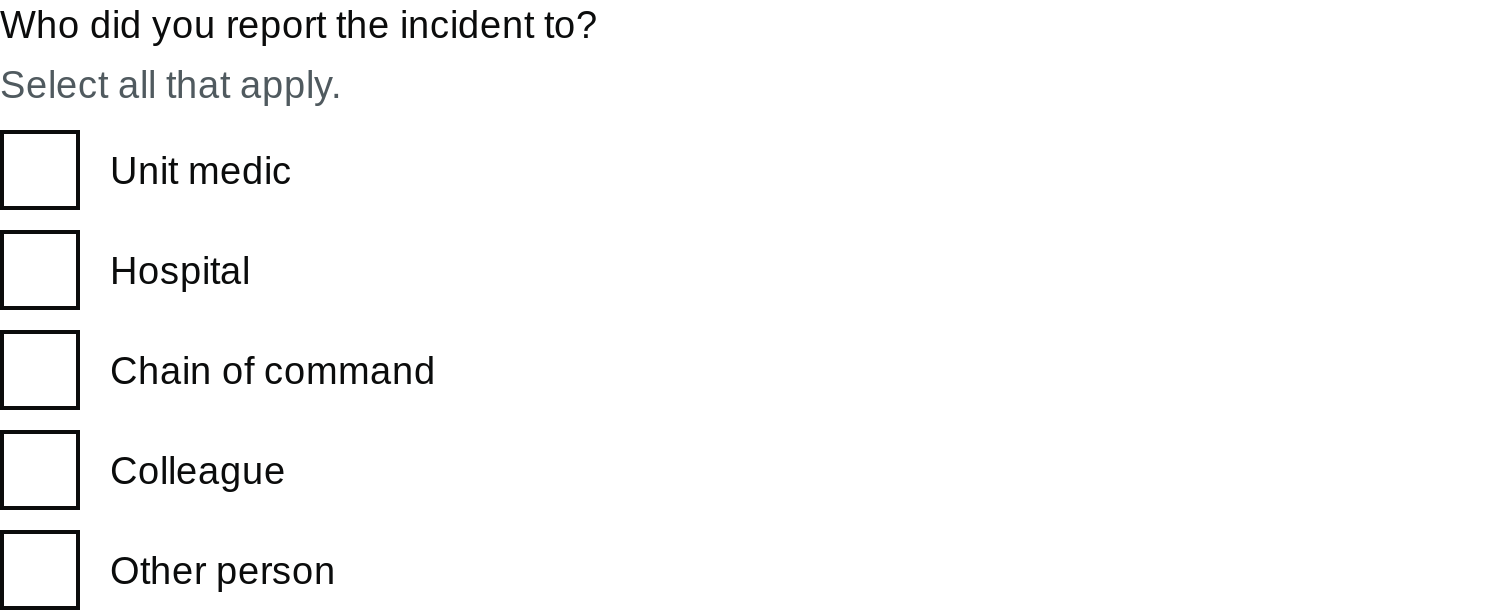 Who did you report the incident to?
Select all that apply.
Unit medic
Hospital
Chain of command
Colleague
Other person